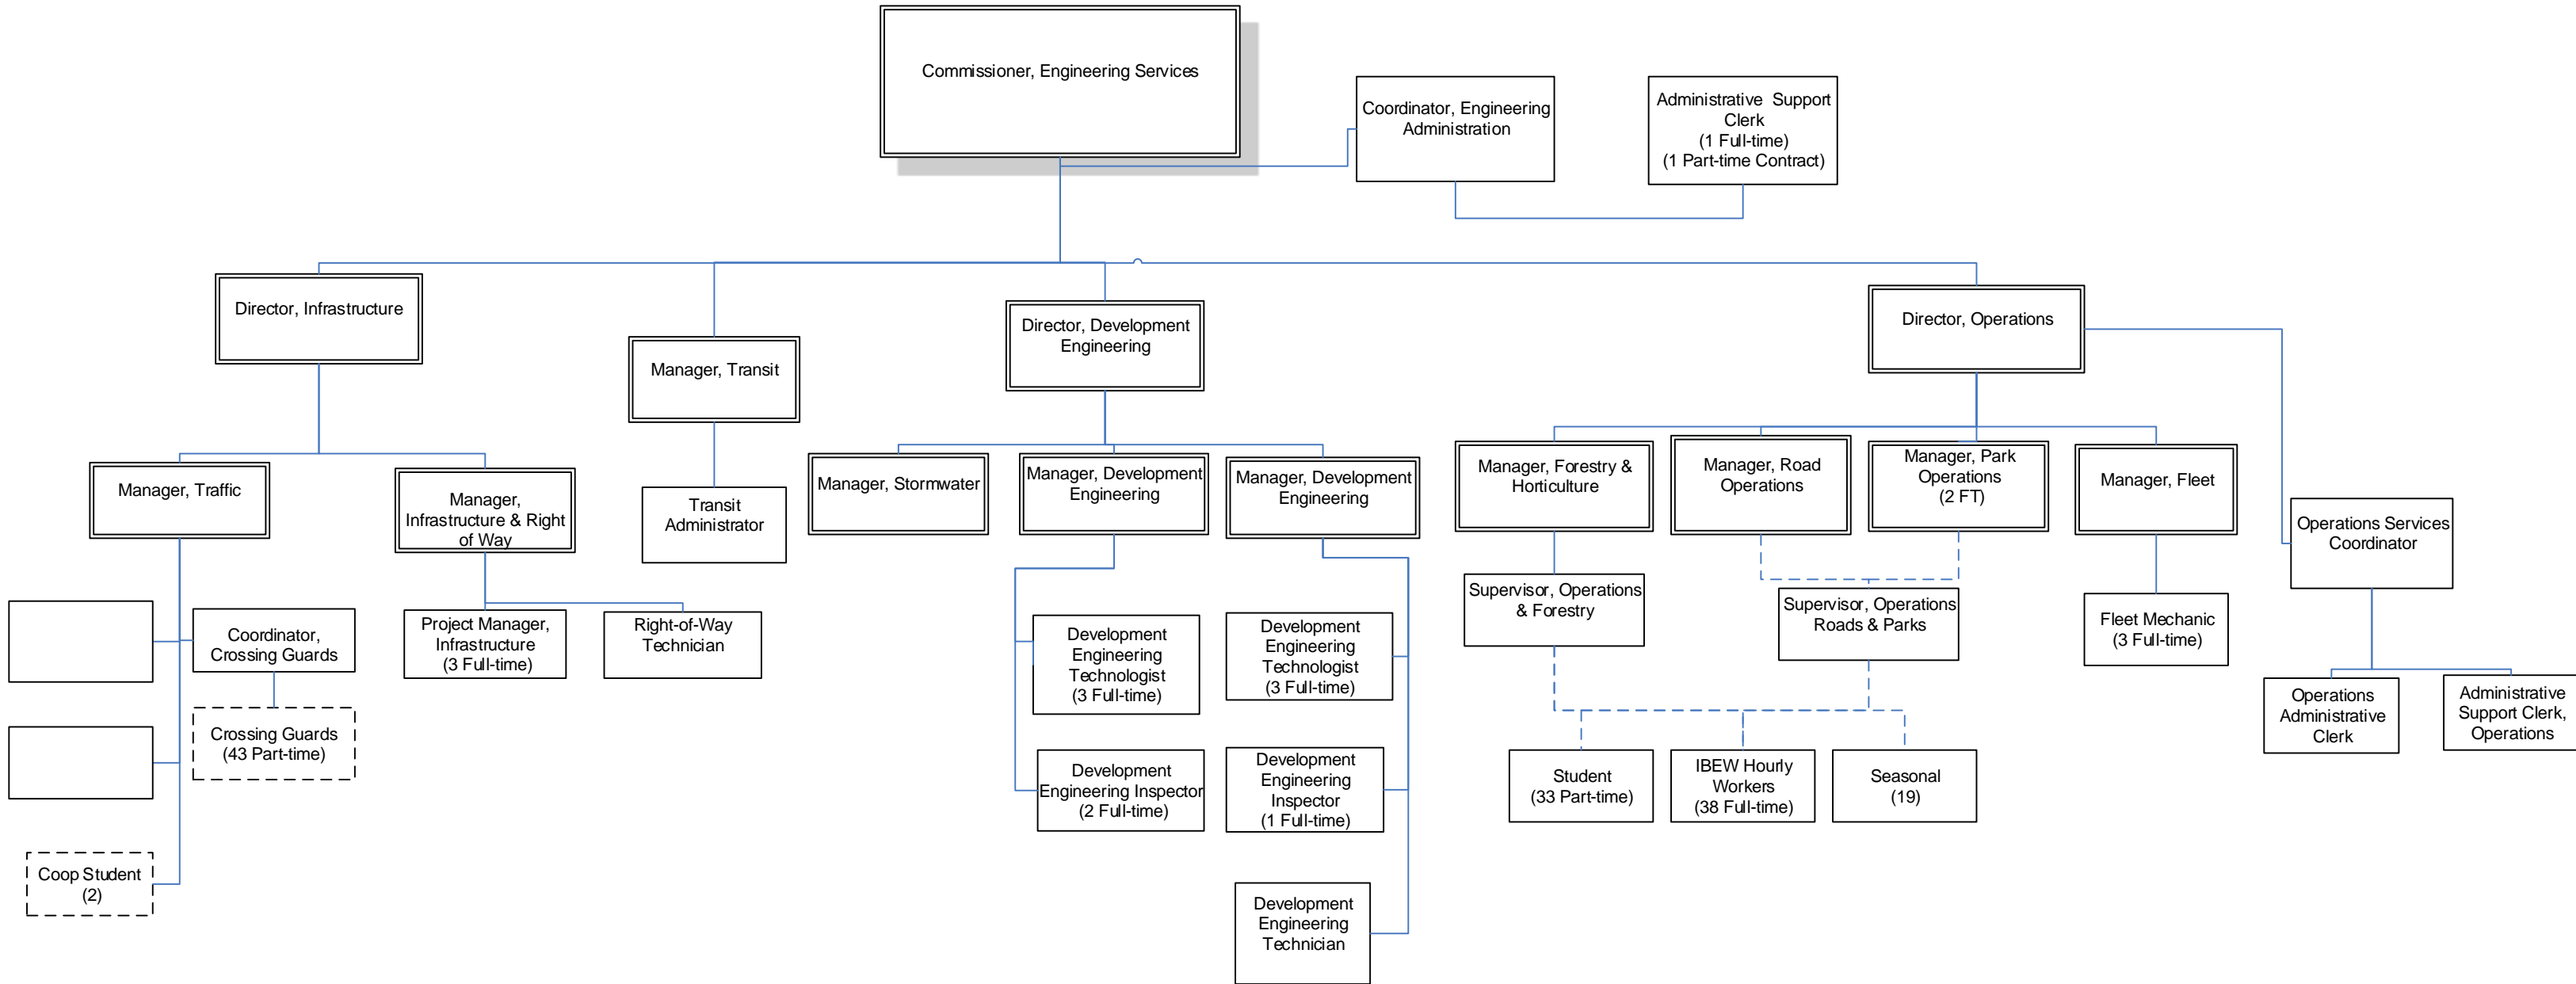 Commissioner, Engineering Services
Coordinator, Engineering
Administration
Administrative Support
Clerk
(1 Full-time)
(1 Part-time Contract)
Director, Infrastructure
Manager, Transit
Director, Development
Engineering
Director, Operations
Manager, Traffic
Manager,
Infrastructure & Right
of Way
Transit
Administrator
Manager, Stormwater
Manager, Development
Engineering
Manager, Development
Engineering
Manager, Forestry &
Horticulture
Manager, Road
Operations
Manager, Park
Operations
(2 FT)
Manager, Fleet
Operations Services
Coordinator
Coordinator,
Crossing Guards
Project Manager,
Infrastructure
(3 Full-time)
Right-of-Way
Technician
Development
Engineering
Technologist
(3 Full-time)
Development
Engineering
Technologist
(3 Full-time)
Supervisor, Operations
& Forestry
Supervisor, Operations
Roads & Parks
Fleet Mechanic
(3 Full-time)
Operations
Administrative
Clerk
Administrative
Support Clerk,
Operations
Crossing Guards
(43 Part-time)
Development
Engineering Inspector
(2 Full-time)
Development
Engineering
Inspector
(1 Full-time)
Student
(33 Part-time)
IBEW Hourly
Workers
(38 Full-time)
Seasonal
(19)
Coop Student
(2)
Development
Engineering
Technician